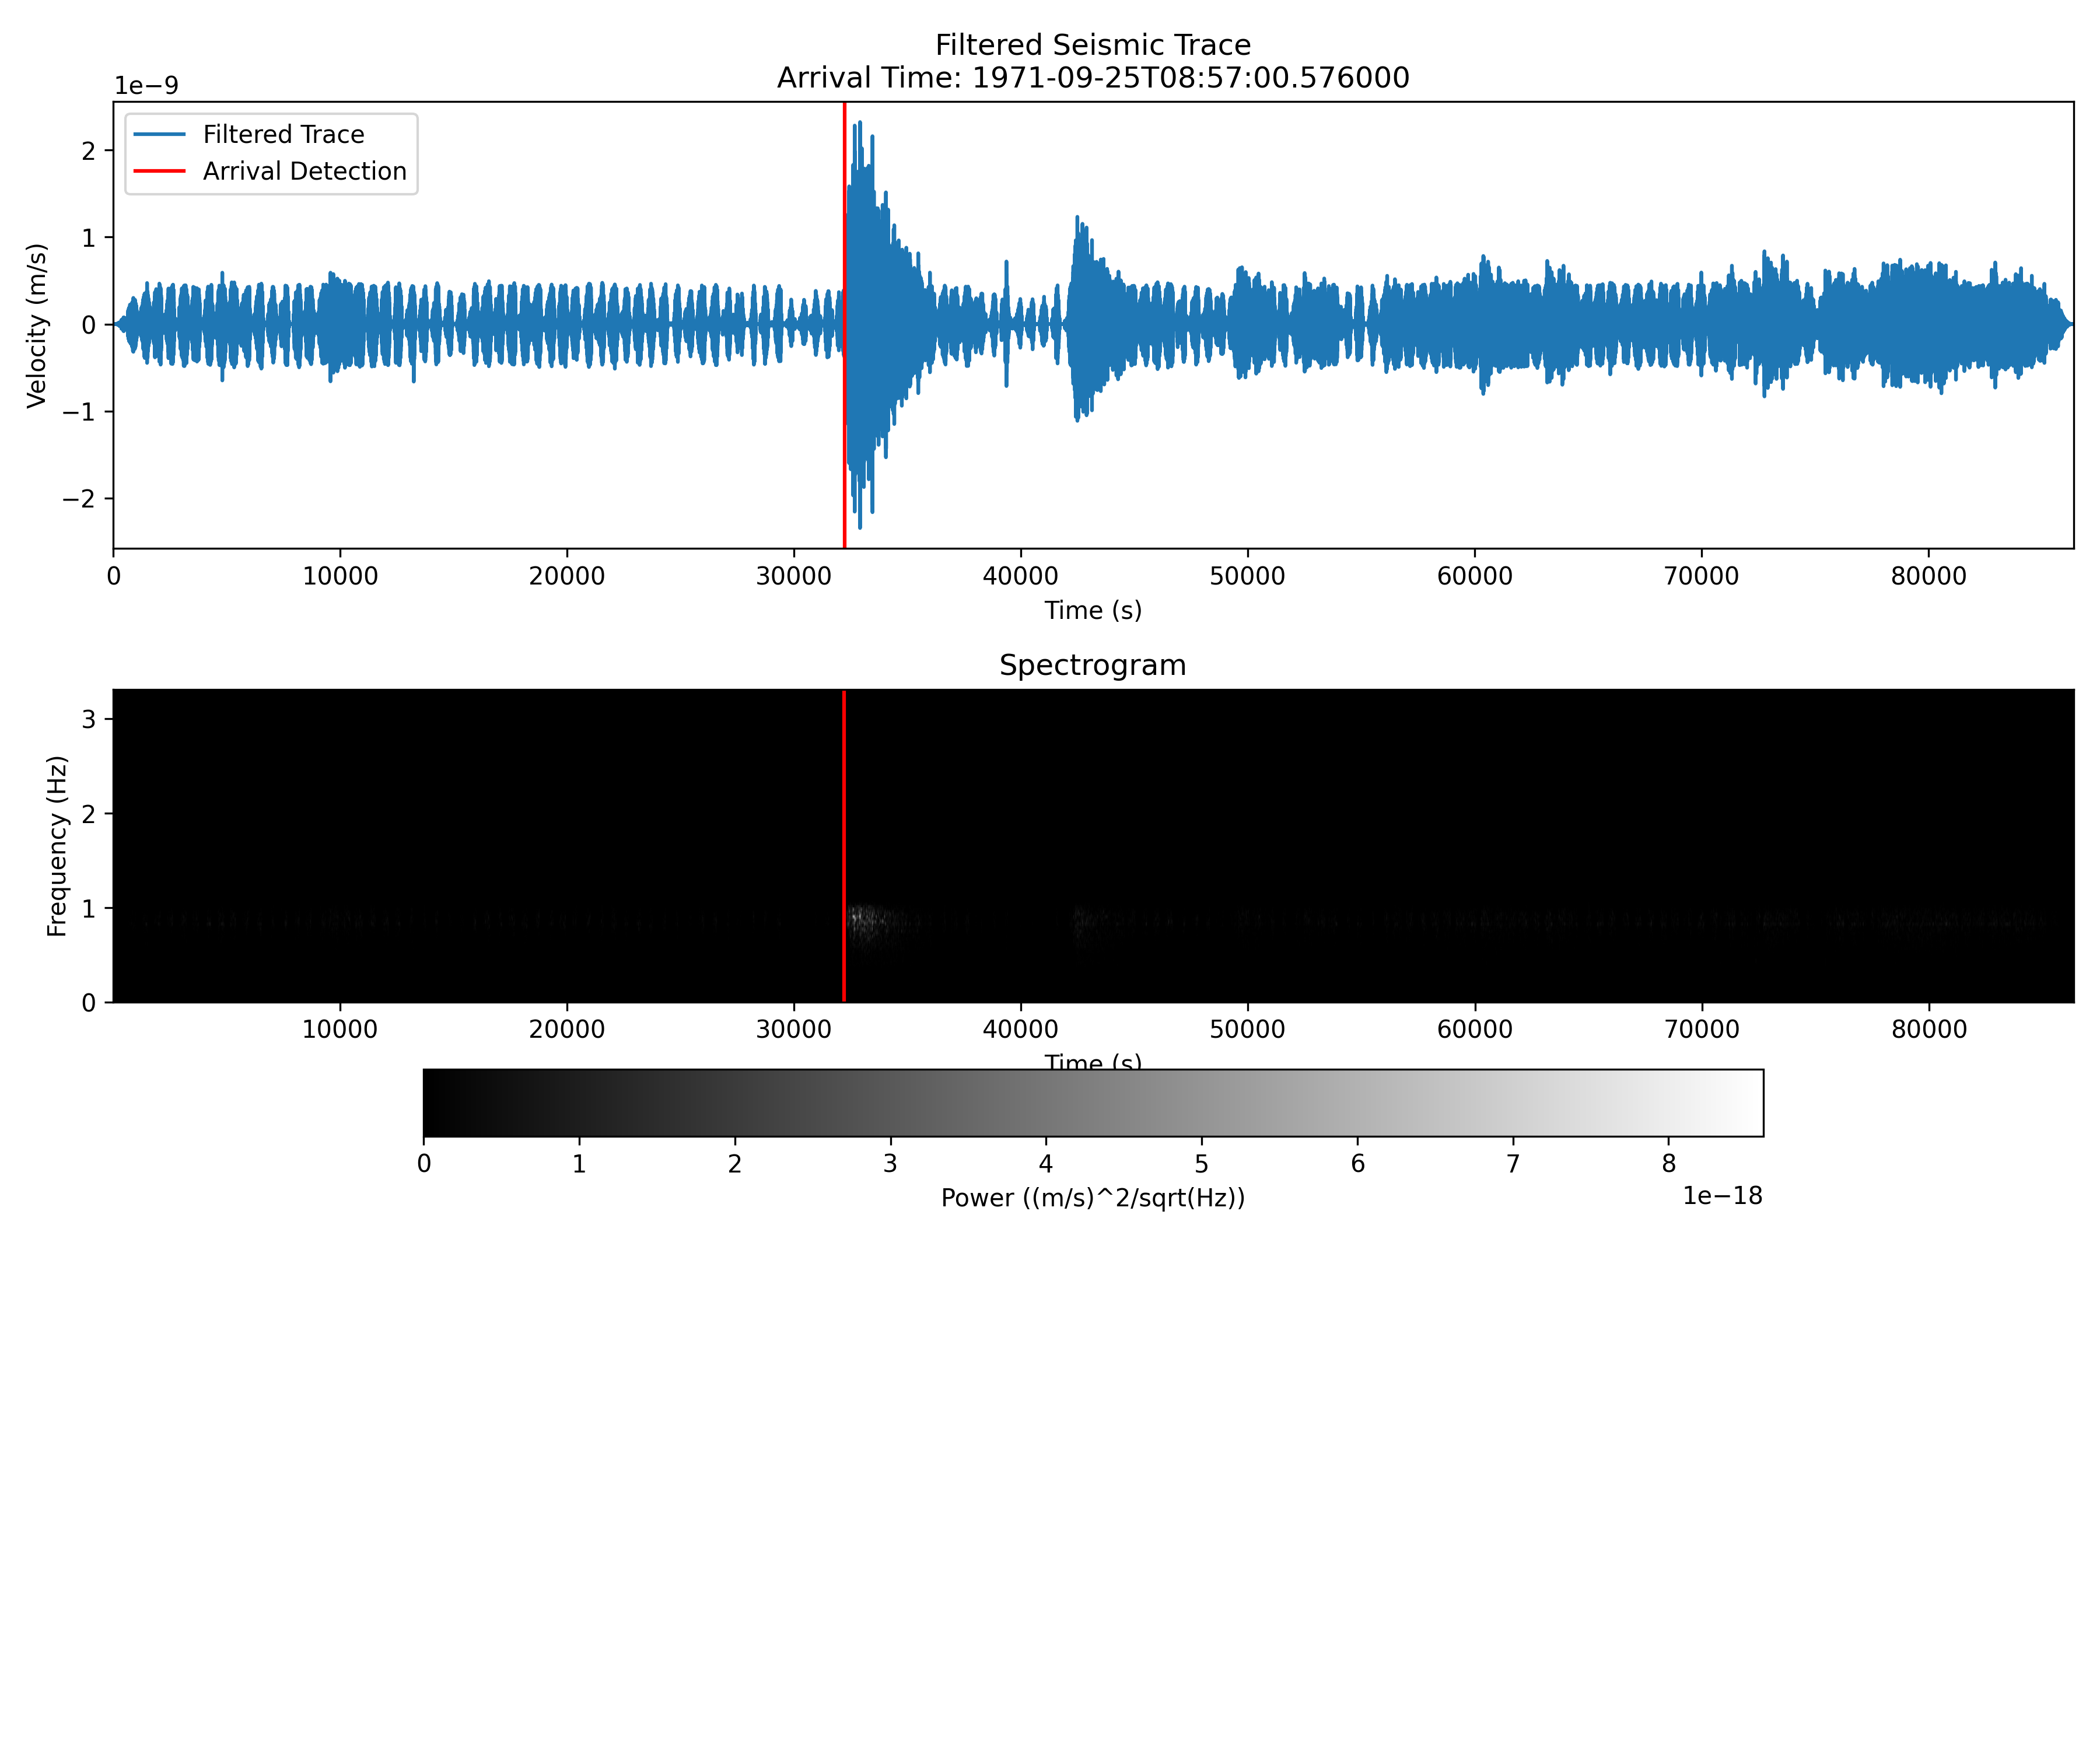 Filtered Seismic Trace
Arrival Time: 1971-09-25T08:57:00.576000
1e−9
Filtered Trace
Arrival Detection
Velocity (m/s)
2
1
0
−1
−2
0 10000 20000 30000 40000 50000 60000 70000 80000
Time (s)
Spectrogram
Frequency (Hz)
3
2
1
0
10000 20000 30000 40000 50000 60000 70000 80000
Time (s)
0 1 2 3 4 5 6 7 8
Power ((m/s)^2/sqrt(Hz))
1e−18